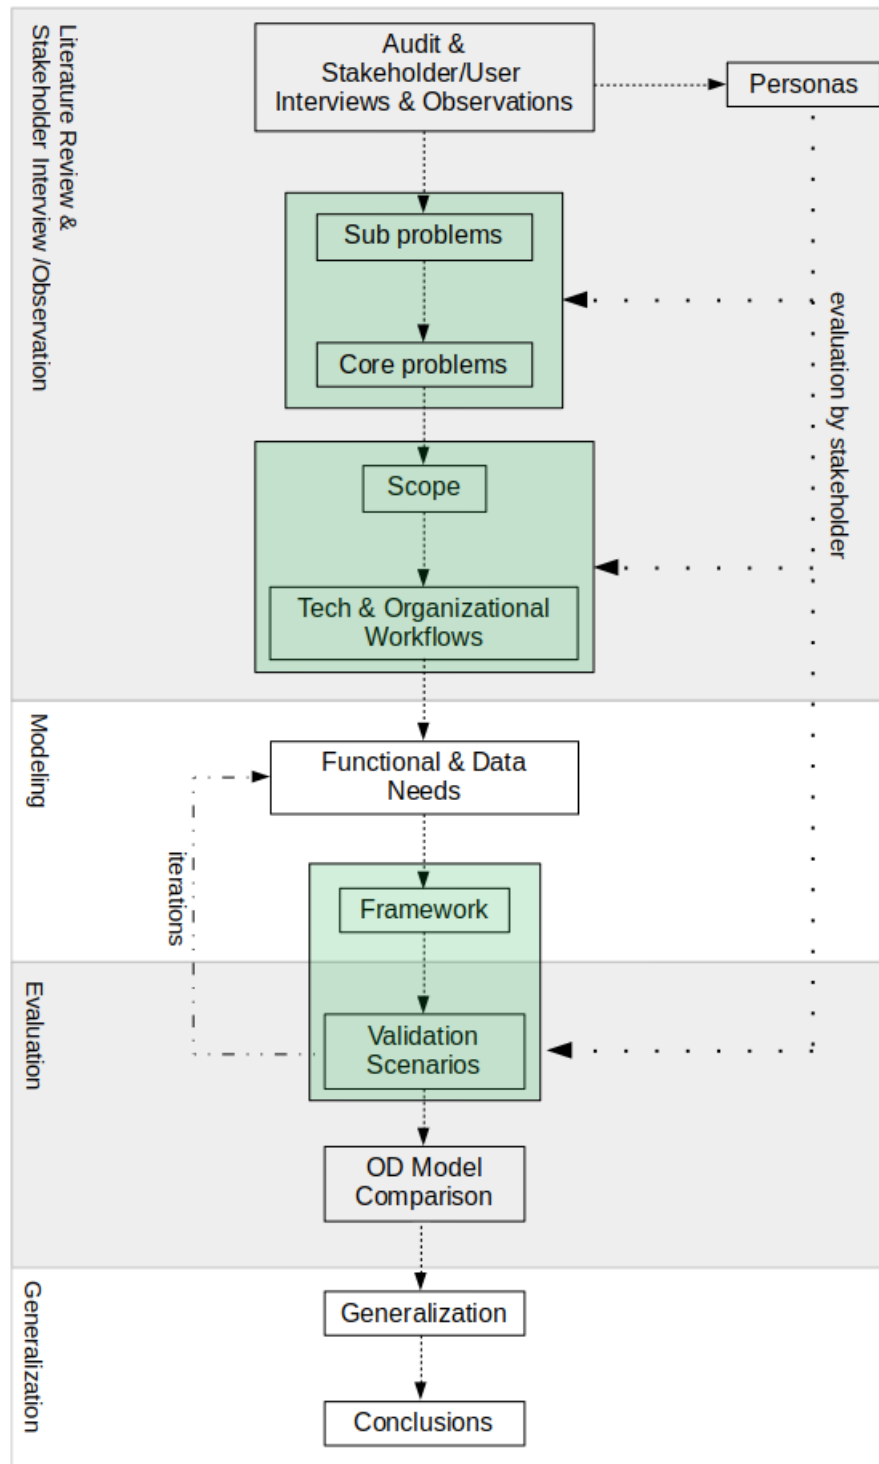 Literature Review &
Stakeholder Interview /Observation
Audit &
Stakeholder/User
Interviews & Observations
Personas
Sub problems
Core problems
evaluation by stakeholder
Scope
Tech & Organizational
Workflows
Modeling
Functional & Data
Needs
iterations
Framework
Evaluation
Validation
Scenarios
OD Model
Comparison
Generalization
Generalization
Conclusions